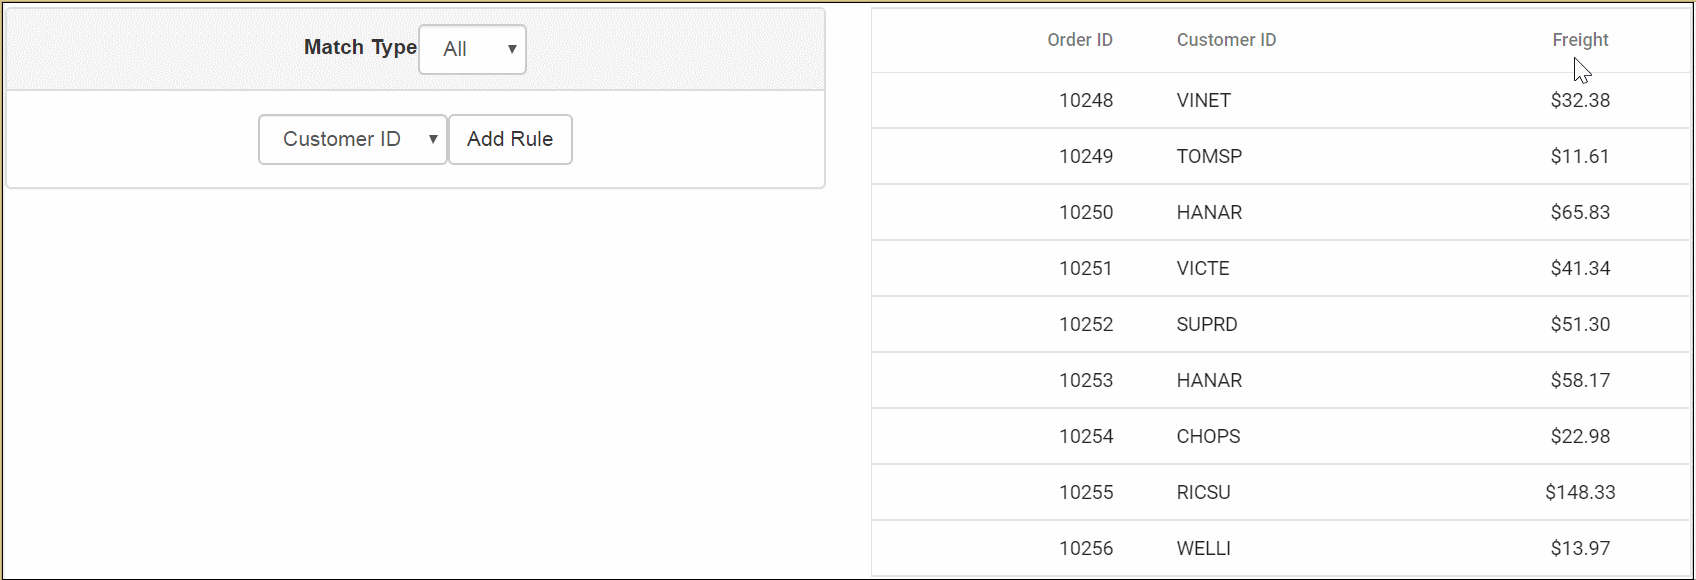 Match Type All
Customer ID Add Rule
Order ID Customer ID Freight
10248 VINET $32.38
10249 TOMSP $11.61
10250 HANAR $65.83
10251 VICTE $41.34
10252 SUPRD $51.30
10253 HANAR $58.17
10254 CHOPS $22.98
10255 RICSU $148.33
10256 WELLI $13.97